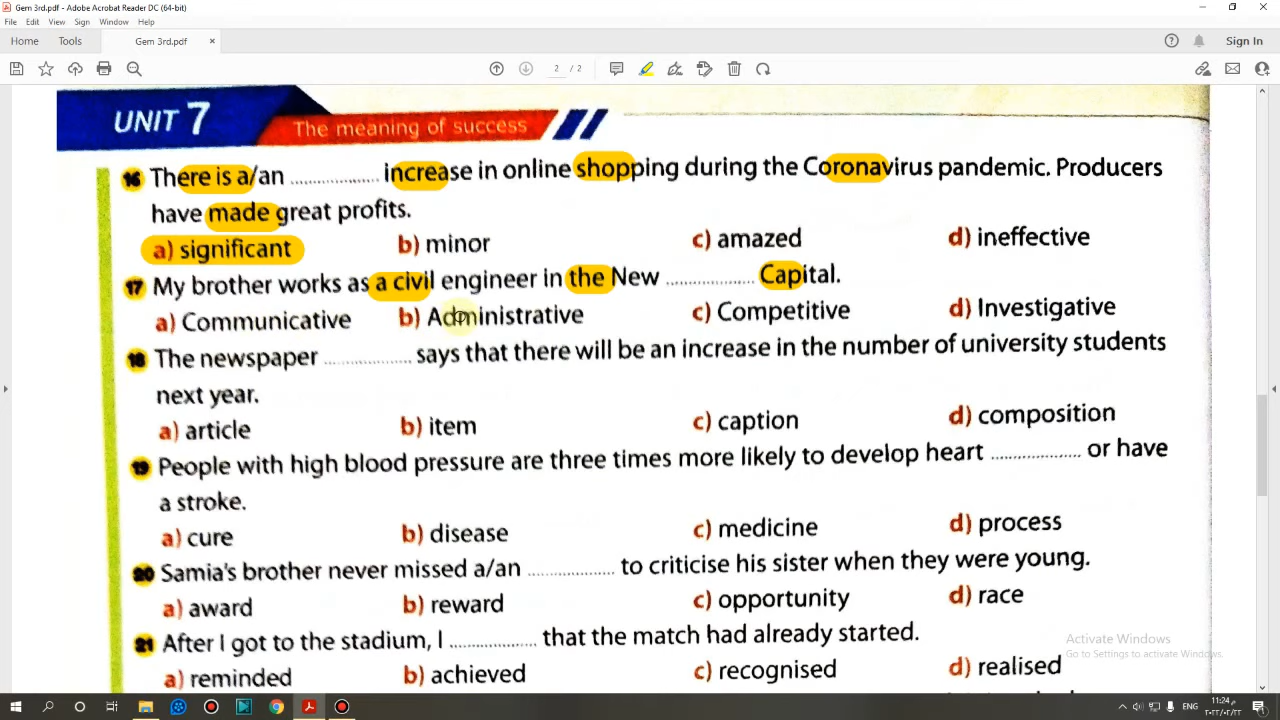 Gem 3rd.pdf - Adobe Acrobat Reader DC (64-bit)
File Edit View Sign Window Help
Home Tools Gem 3rd.pdf × Sign In
2 / 2
UNIT 7
The meaning of success
16 There is a/an .................. increase in online shopping during the Coronavirus pandemic. Producers
have made great profits.
a) significant b) minor c) amazed d) ineffective
17 My brother works as a civil engineer in the New .................. Capital.
a) Communicative b) Administrative c) Competitive d) Investigative
18 The newspaper .................. says that there will be an increase in the number of university students
next year.
a) article b) item c) caption d) composition
19 People with high blood pressure are three times more likely to develop heart .................. or have
a stroke.
a) cure b) disease c) medicine d) process
20 Samia's brother never missed a/an .................. to criticise his sister when they were young.
a) award b) reward c) opportunity d) race
21 After I got to the stadium, I .................. that the match had already started.
a) reminded b) achieved c) recognised d) realised
Activate Windows
Go to Settings to activate Windows.
ENG
11:24 م
٢٠٢٢/٠٢/٢٣